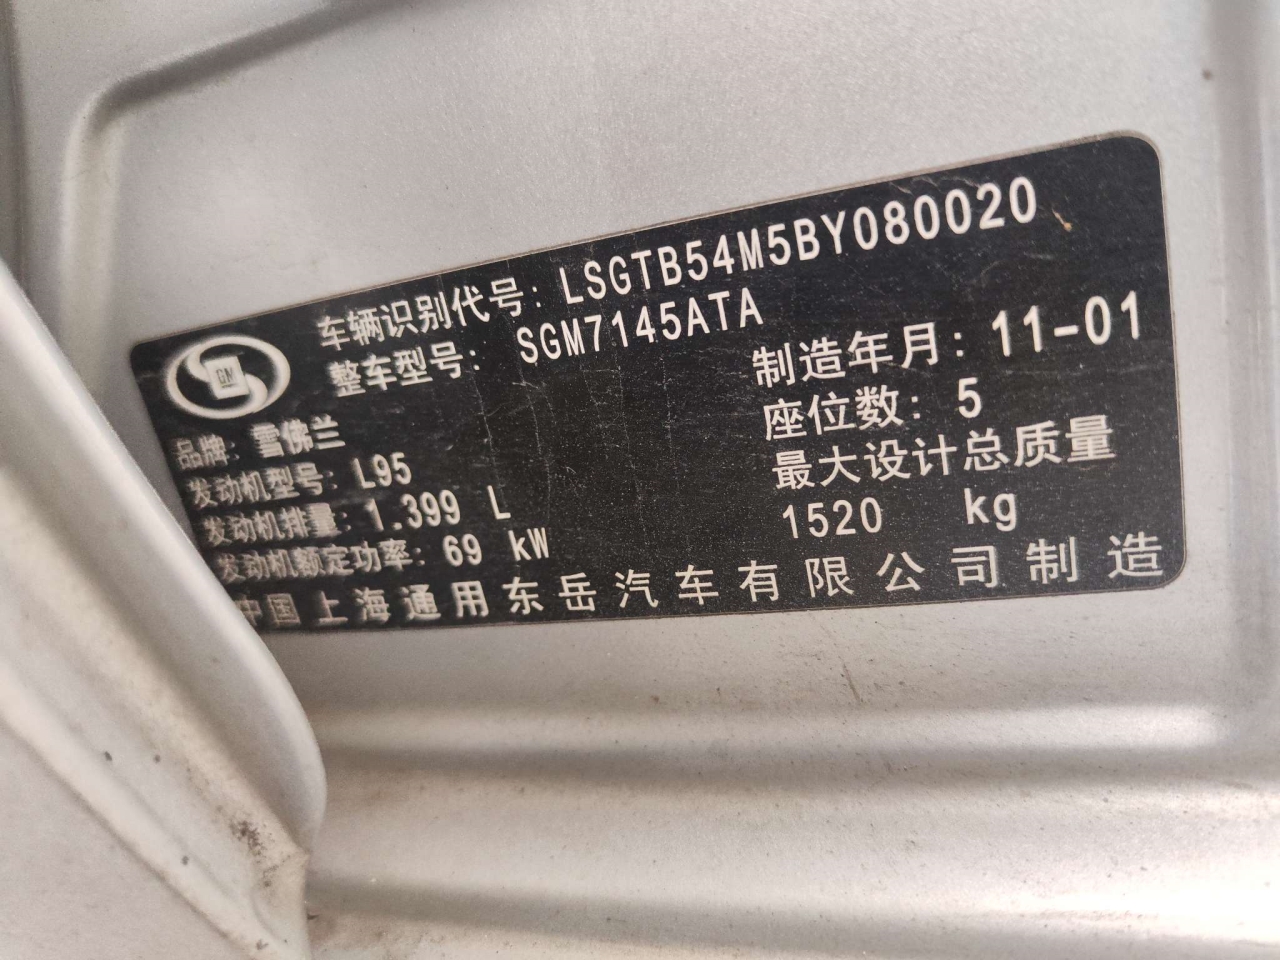 GM
车辆识别代号: LSGTB54M5BY080020
整车型号: SGM7145ATA
品牌: 雪佛兰
制造年月: 11-01
发动机型号: L95
座位数: 5
发动机排量: 1.399 L
最大设计总质量
发动机额定功率: 69 kW
1520 kg
中国上海通用东岳汽车有限公司制造